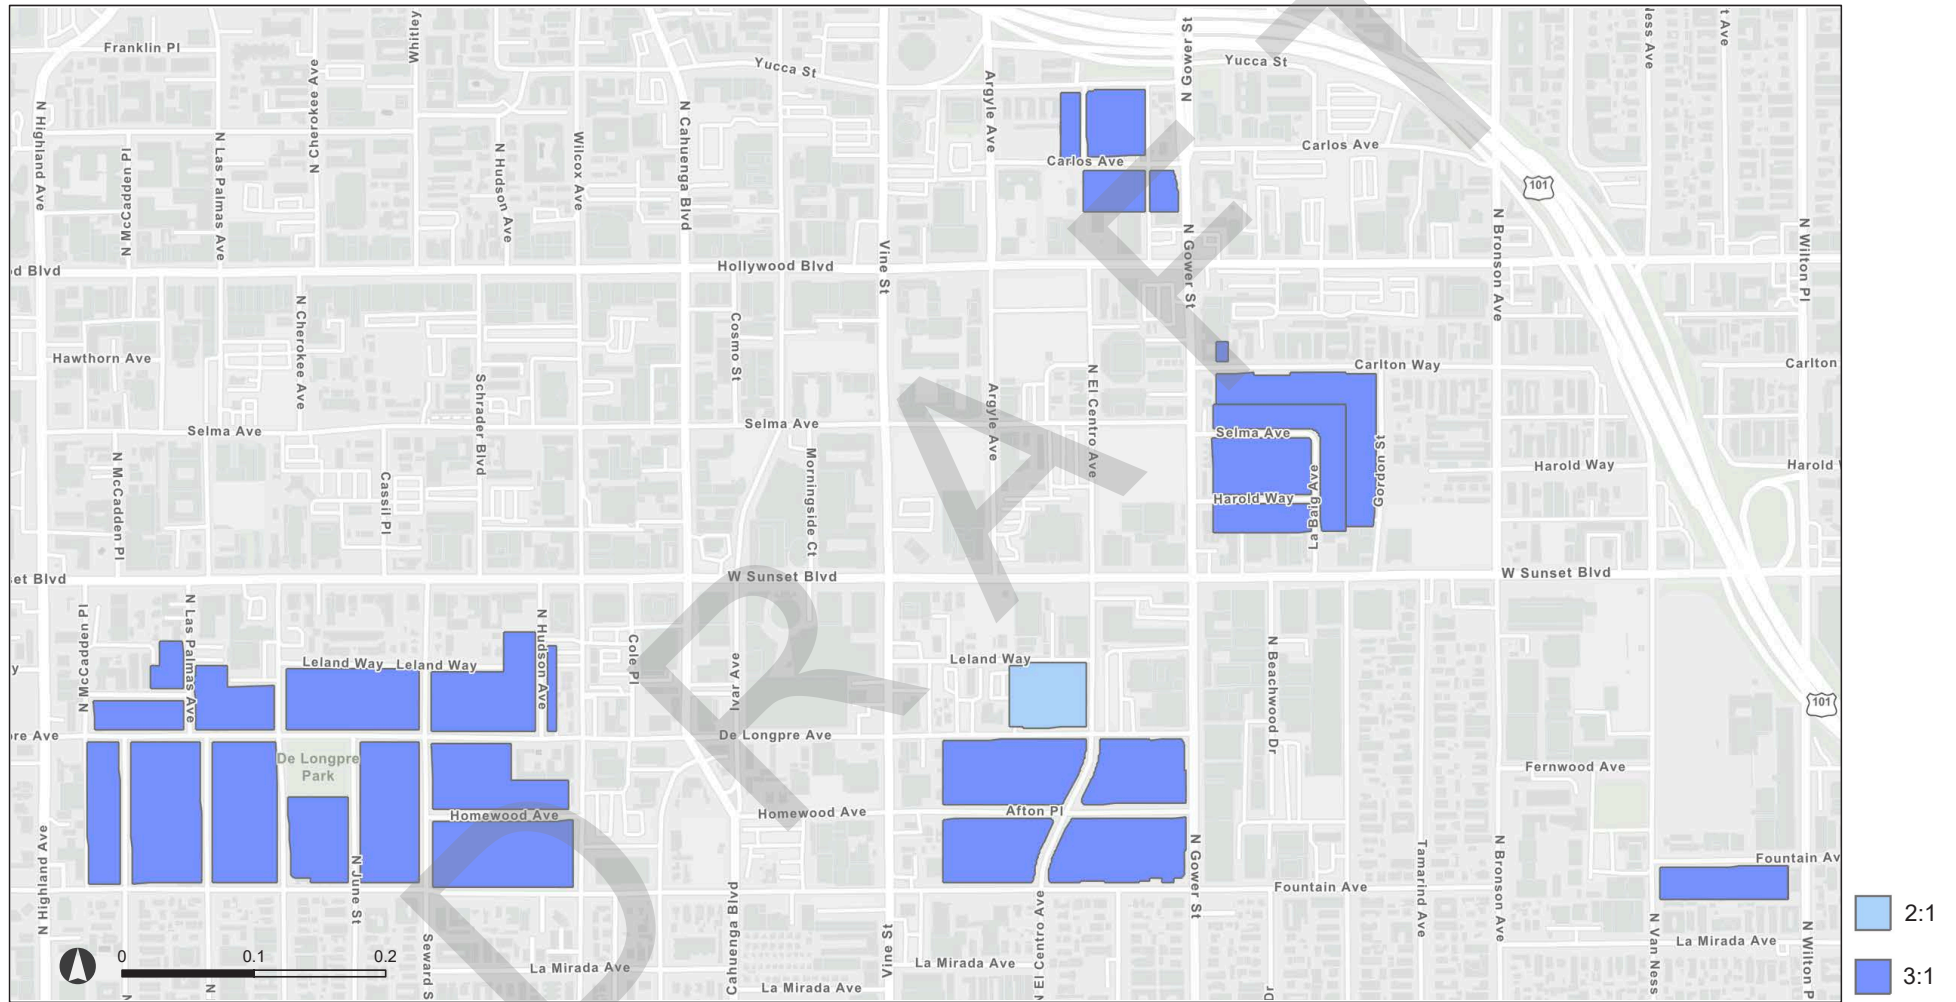 Franklin Pl
Whitley
Yucca St
N Gower St
Yucca St
N Highland Ave
N McCadden Pl
N Las Palmas Ave
N Cherokee Ave
N Hudson Ave
Wilcox Ave
N Cahuenga Blvd
Argyle Ave
Carlos Ave
Carlos Ave
101
N Bronson Ave
N Wilton Pl
N Gower St
Vine St
od Blvd
Hollywood Blvd
N Cherokee Ave
Cosmo St
Hawthorn Ave
Schrader Blvd
Argyle Ave
N El Centro Ave
Carlton Way
Carlton
Selma Ave
Selma Ave
Selma Ave
N McCadden Pl
Cassil Pl
Morningside Ct
Harold Way
La Baig Ave
Gordon St
Harold Way
Harold
set Blvd
W Sunset Blvd
W Sunset Blvd
N McCadden Pl
N Las Palmas Ave
Leland Way
Leland Way
N Hudson Ave
Cole Pl
Ivar Ave
Leland Way
N Beachwood Dr
101
re Ave
De Longpre Ave
De Longpre
Park
Fernwood Ave
Homewood Ave
Homewood Ave
Afton Pl
N Highland Ave
N June St
N Gower St
Tamarind Ave
N Bronson Ave
Fountain Ave
Fountain Av
Seward S
Cahuenga Blvd
Vine St
N El Centro Ave
N Van Ness
N Wilton P
La Mirada Ave
La Mirada Ave
La Mirada Ave
La Mirada Ave
0 0.1 0.2
2:1
3:1
DRAFT